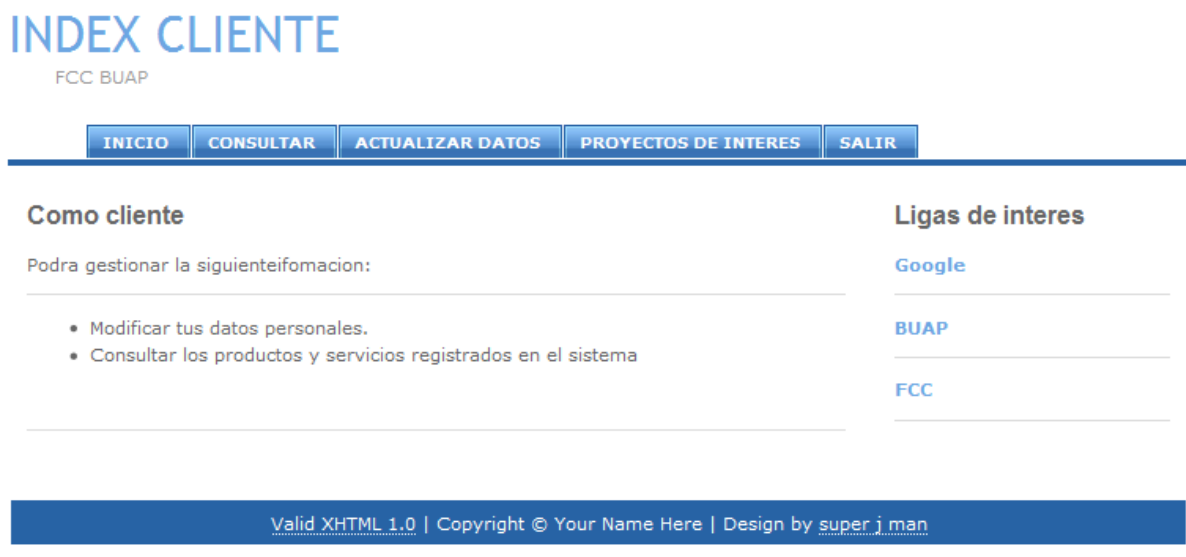 INDEX CLIENTE
FCC BUAP
INICIO CONSULTAR ACTUALIZAR DATOS PROYECTOS DE INTERES SALIR
Como cliente
Podra gestionar la siguienteifomacion:
Modificar tus datos personales.
Consultar los productos y servicios registrados en el sistema
Ligas de interes
Google
BUAP
FCC
Valid XHTML 1.0 | Copyright © Your Name Here | Design by super j man